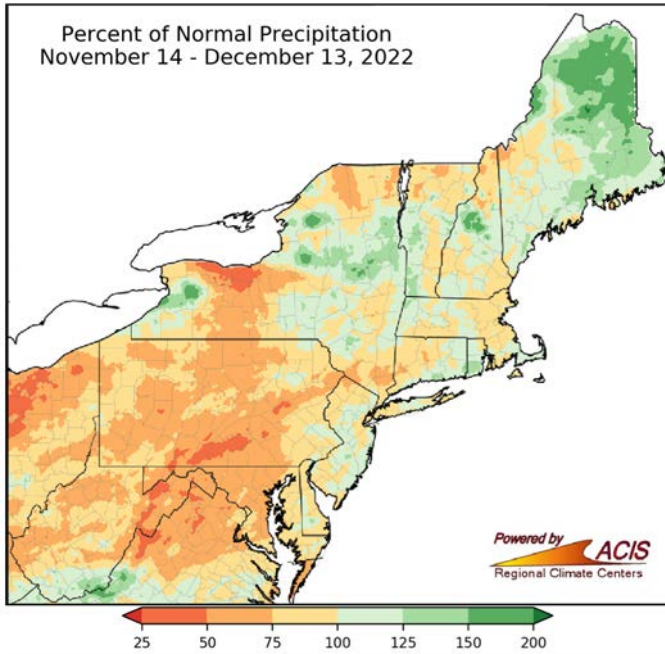 Percent of Normal Precipitation
November 14 - December 13, 2022
Powered by
ACIS
Regional Climate Centers
25 50 75 100 125 150 200